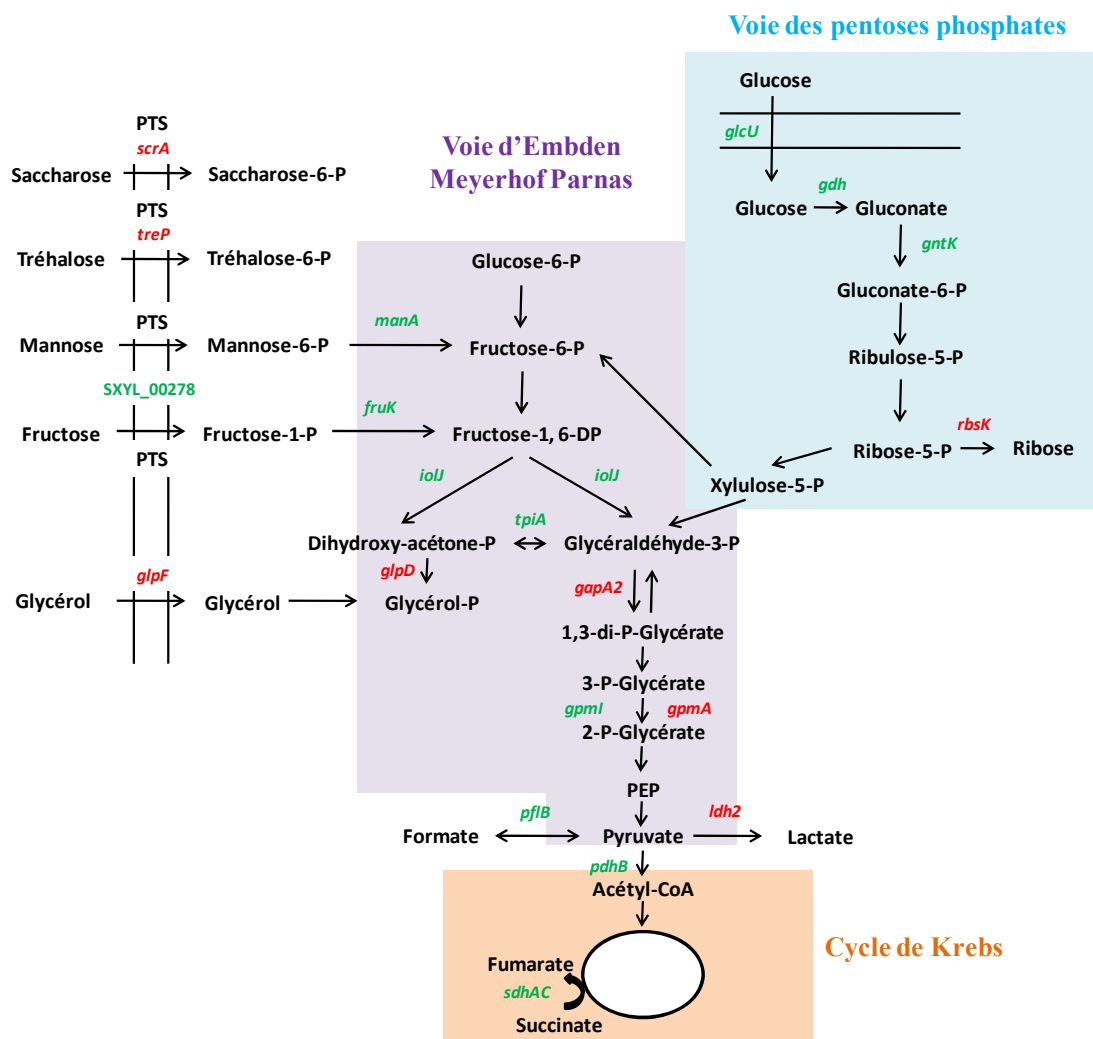 Voie des pentoses phosphates
Glucose
glcU
Glucose
gdh
Gluconate
gntK
Gluconate-6-P
Ribulose-5-P
Ribose-5-P
rbsK
Ribose
Xylulose-5-P
PTS
scrA
Saccharose
Saccharose-6-P
PTS
treP
Tréhalose
Tréhalose-6-P
PTS
Mannose
Mannose-6-P
manA
SXYL_00278
Fructose
Fructose-1-P
fruK
PTS
glpF
Glycérol
Glycérol
Voie d’Embden
Meyerhof Parnas
Glucose-6-P
Fructose-6-P
Fructose-1,6-DP
iolJ
iolJ
tpiA
Dihydroxy-acétone-P
Glycéraldéhyde-3-P
glpD
Glycérol-P
gapA2
1,3-di-P-Glycérate
3-P-Glycérate
gpmI
gpmA
2-P-Glycérate
PEP
pflB
ldh2
Formate
Pyruvate
Lactate
pdhB
Acétyl-CoA
Cycle de Krebs
Fumarate
sdhAC
Succinate